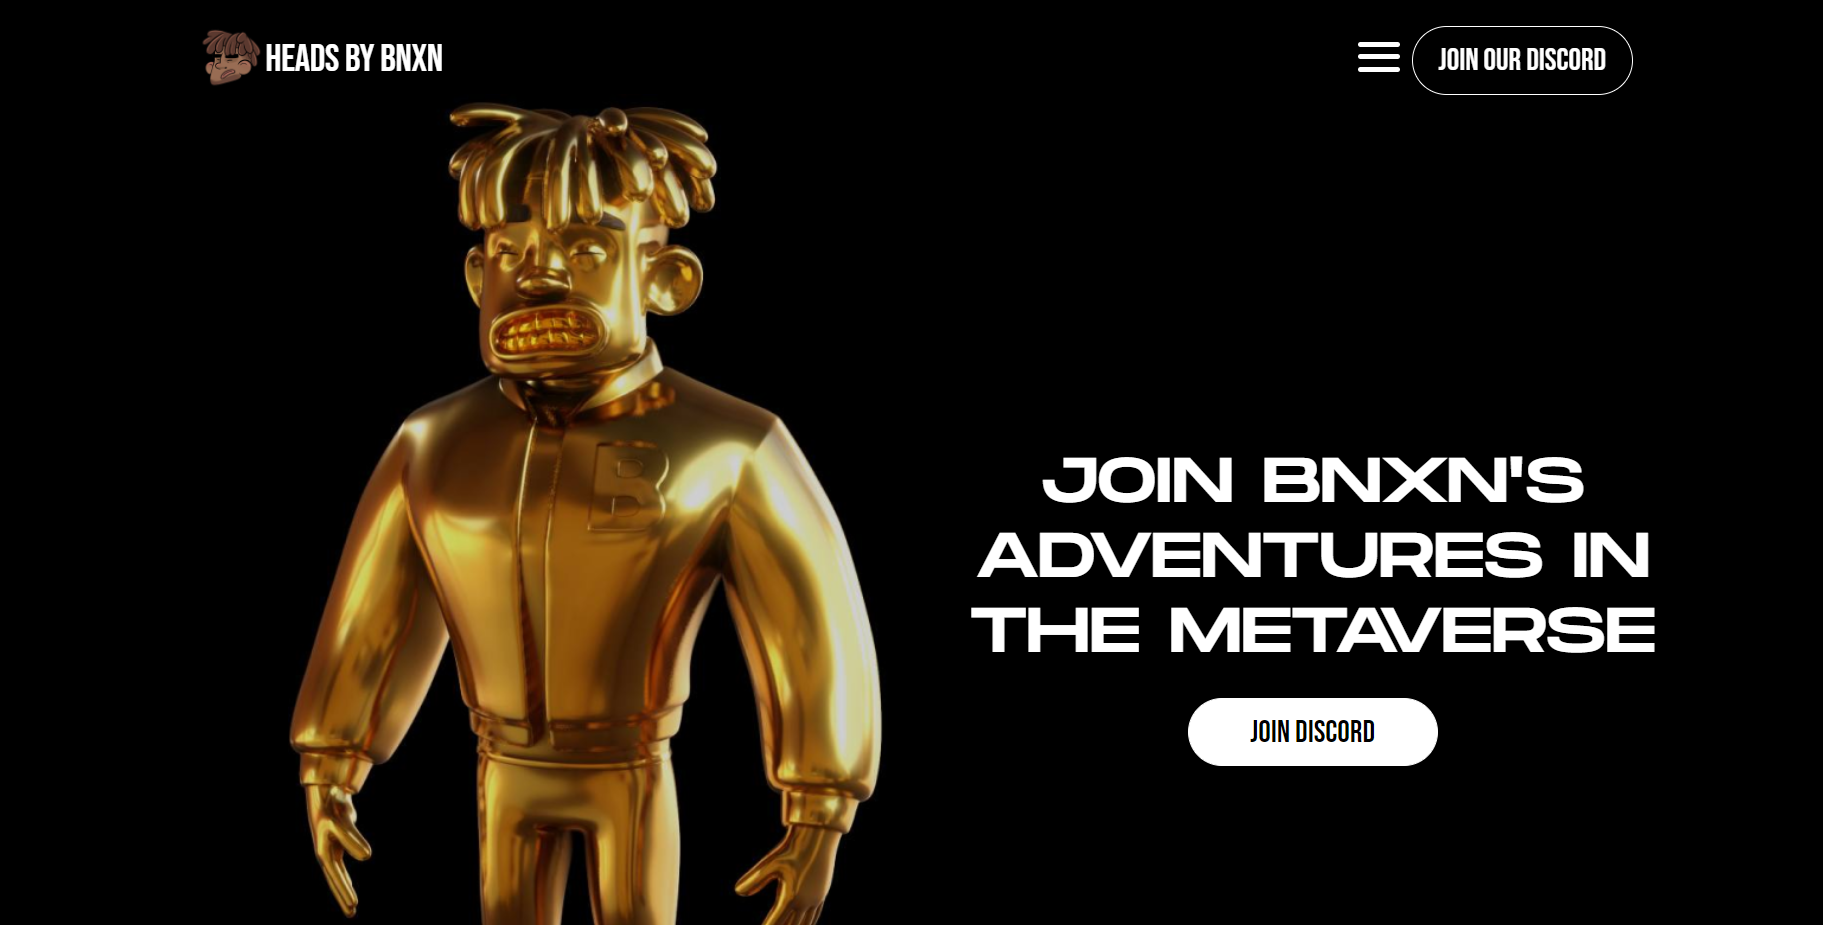 HEADS BY BNXN
JOIN OUR DISCORD
B
JOIN BNXN'S
ADVENTURES IN
THE METAVERSE
JOIN DISCORD